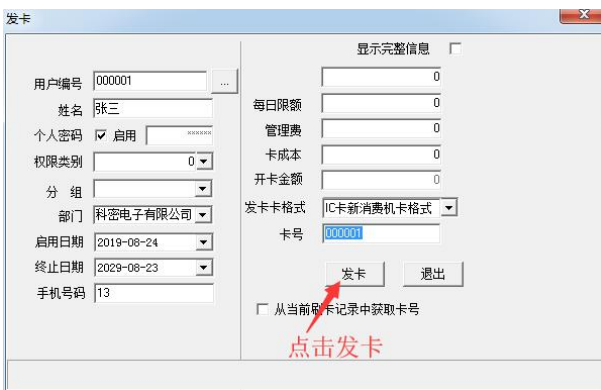 发卡
显示完整信息
用户编号 000001 ...
0
姓名 张三
每日限额 0
个人密码 启用 ******
管理费 0
权限类别 0
卡成本 0
分 组
开卡金额 0
部门 科密电子有限公司
发卡卡格式 IC卡新消费机卡格式
启用日期 2019-08-24
卡号 000001
终止日期 2029-08-23
发卡 退出
手机号码 13
从当前刷卡记录中获取卡号
点击发卡